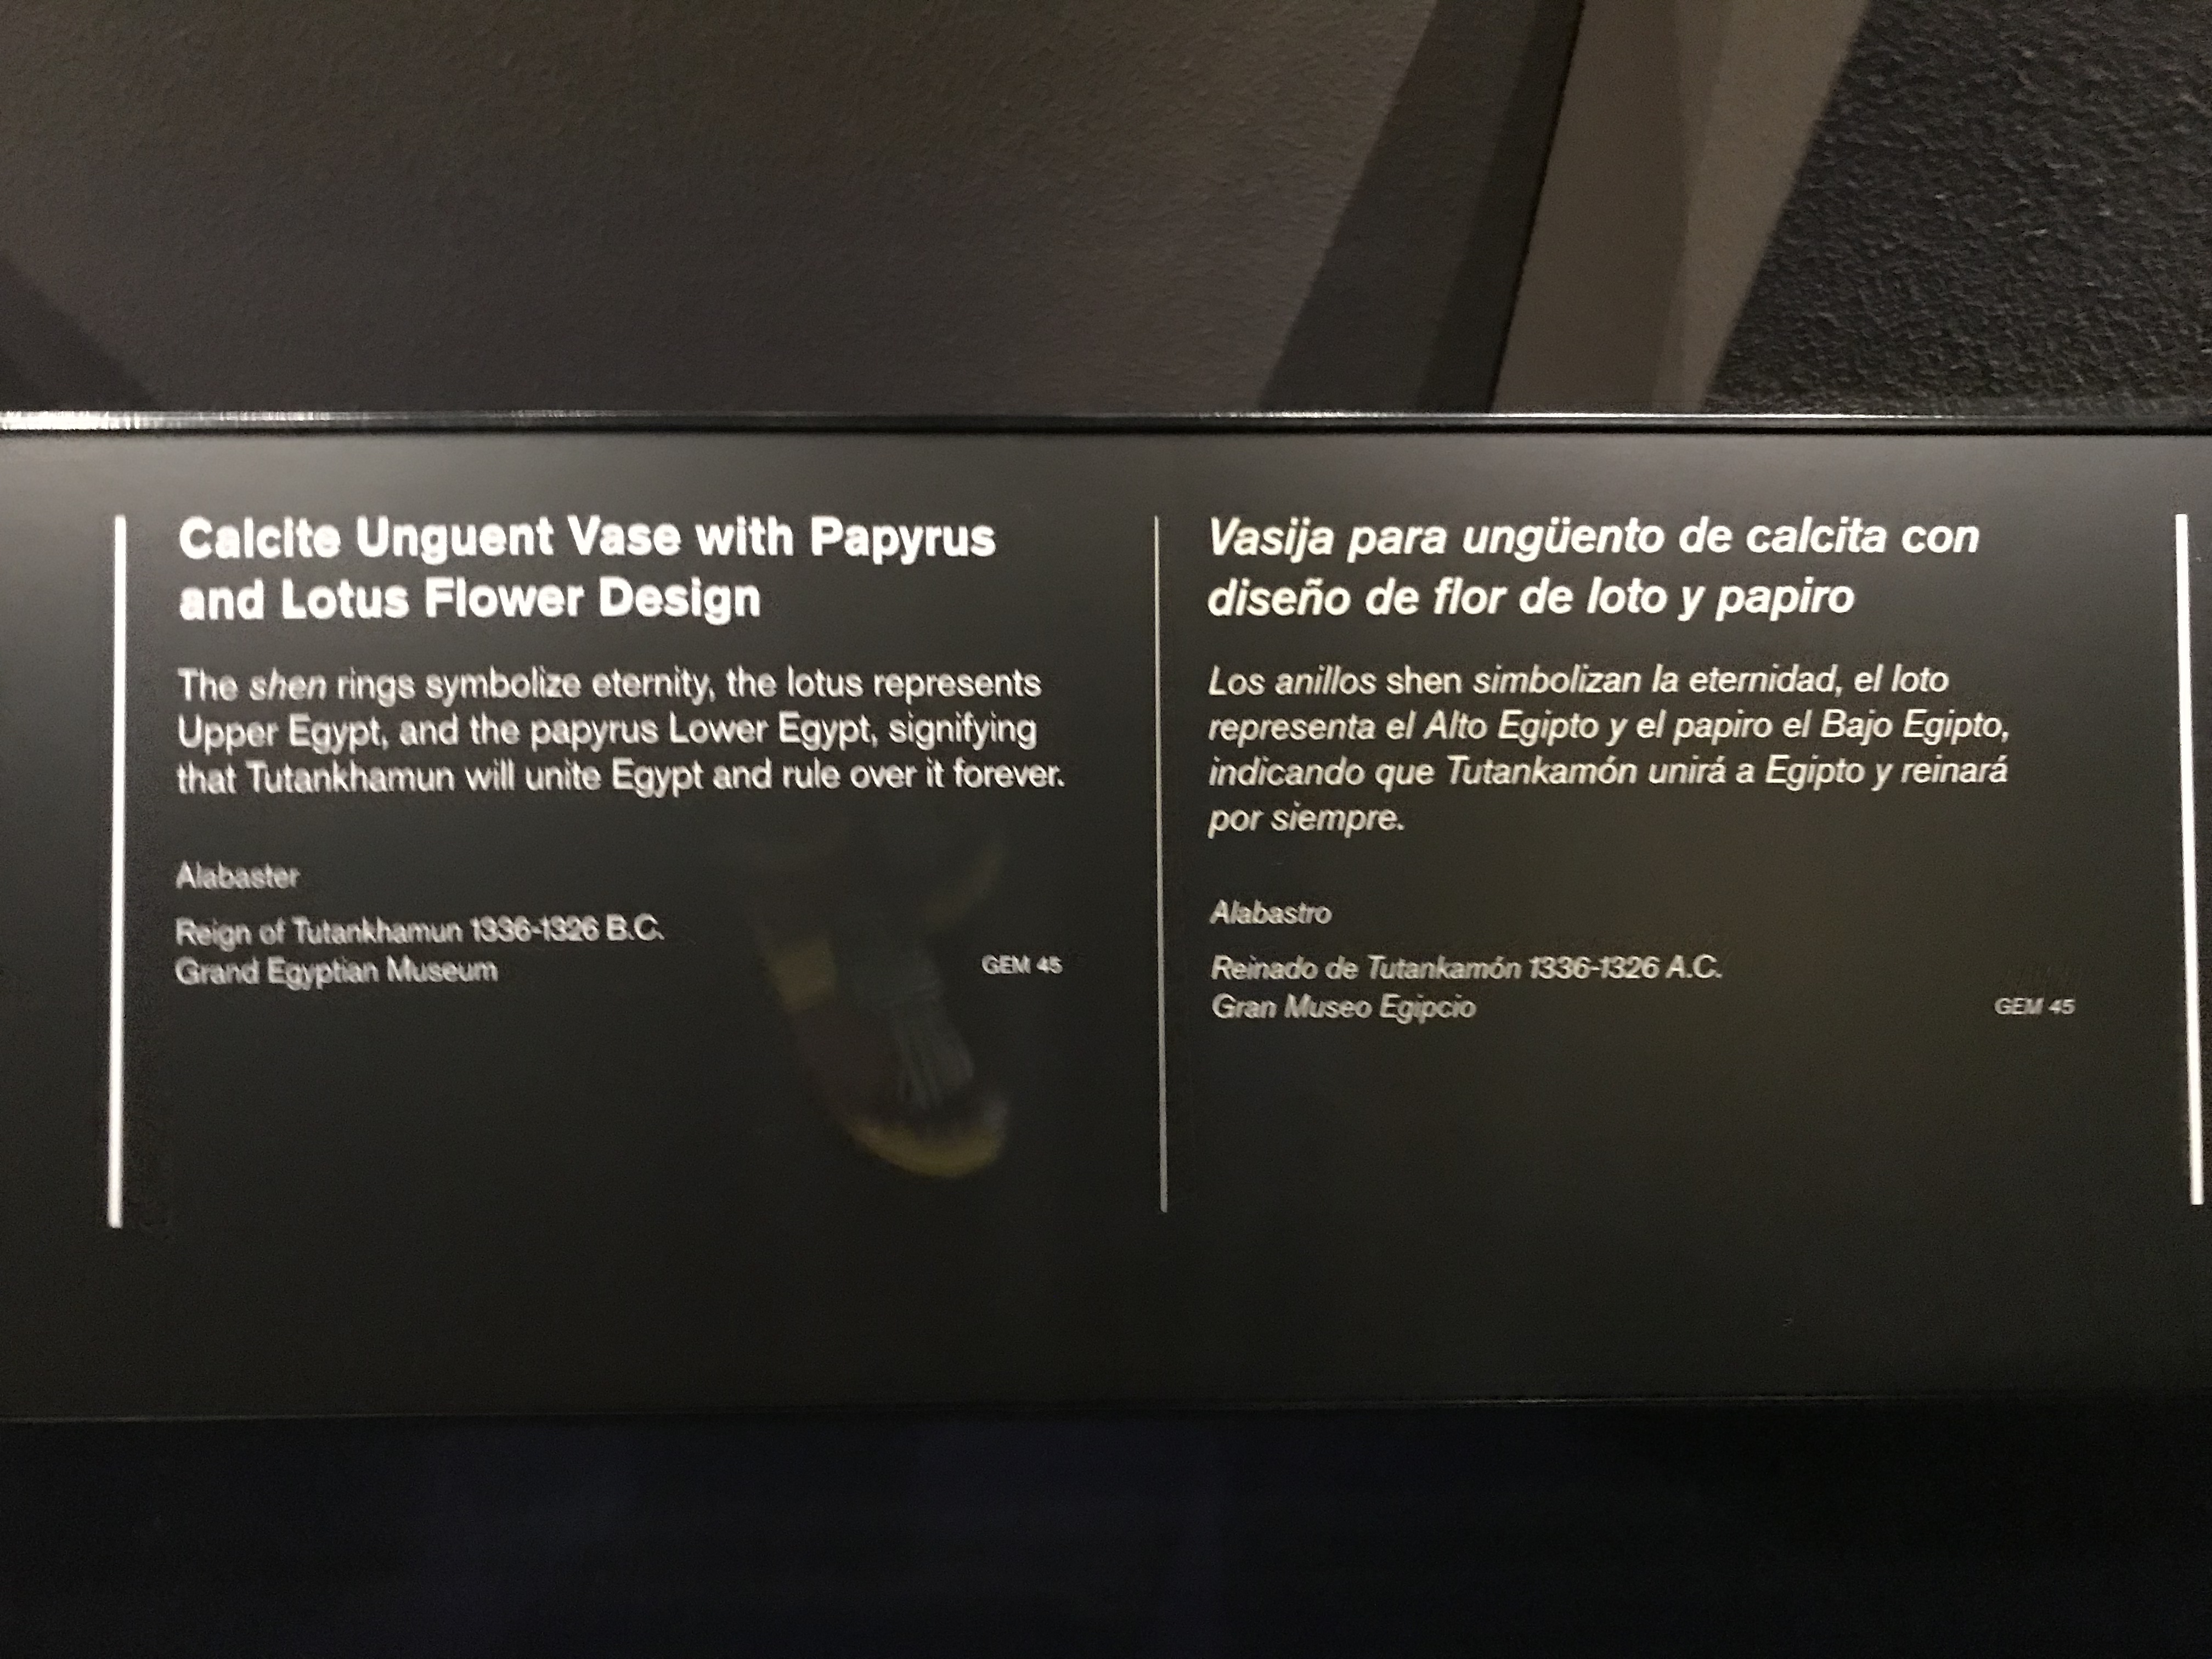 Calcite Unguent Vase with Papyrus
and Lotus Flower Design
The shen rings symbolize eternity, the lotus represents
Upper Egypt, and the papyrus Lower Egypt, signifying
that Tutankhamun will unite Egypt and rule over it forever.
Alabaster
Reign of Tutankhamun 1336-1326 B.C.
Grand Egyptian Museum
GEM 45
Vasija para ungüento de calcita con
diseño de flor de loto y papiro
Los anillos shen simbolizan la eternidad, el loto
representa el Alto Egipto y el papiro el Bajo Egipto,
indicando que Tutankamón unirá a Egipto y reinará
por siempre.
Alabastro
Reinado de Tutankamón 1336-1326 A.C.
Gran Museo Egipcio
GEM 45